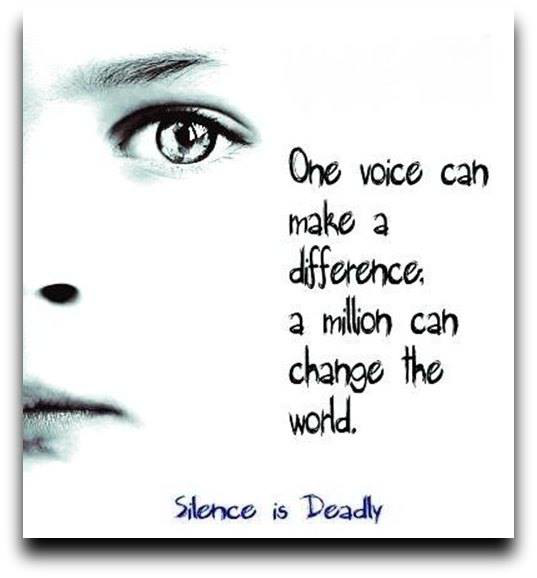 One voice can
make a
difference;
a million can
change the
world.
Silence is Deadly